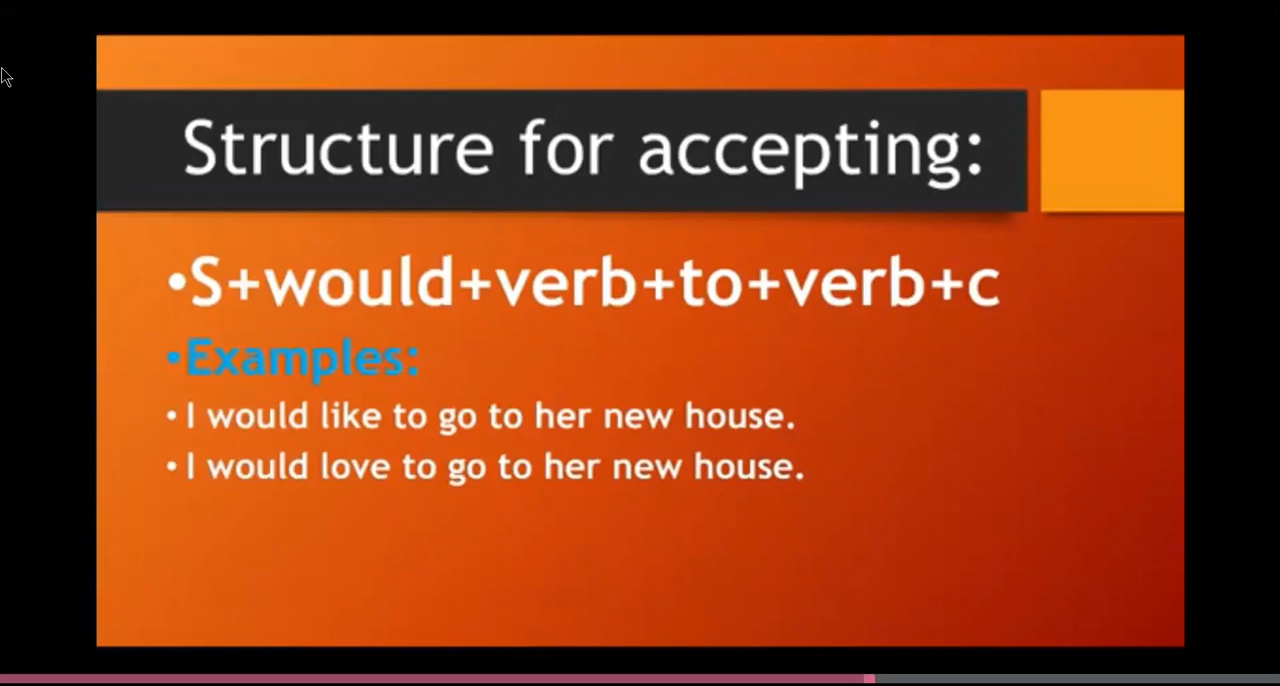 Structure for accepting:
•S+would+verb+to+verb+c
•Examples:
• I would like to go to her new house.
• I would love to go to her new house.